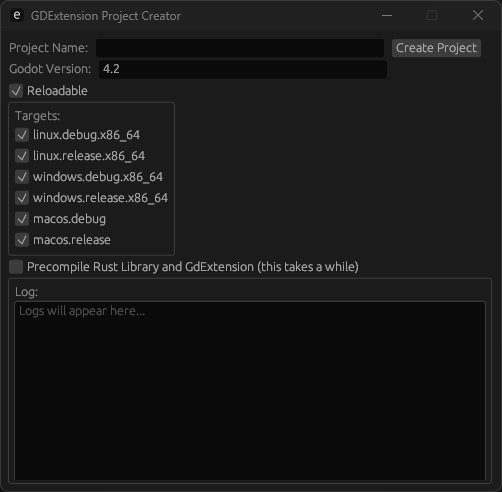 e GDExtension Project Creator
Project Name: Create Project
Godot Version: 4.2
Reloadable
Targets:
linux.debug.x86_64
linux.release.x86_64
windows.debug.x86_64
windows.release.x86_64
macos.debug
macos.release
Precompile Rust Library and GdExtension (this takes a while)
Log:
Logs will appear here...